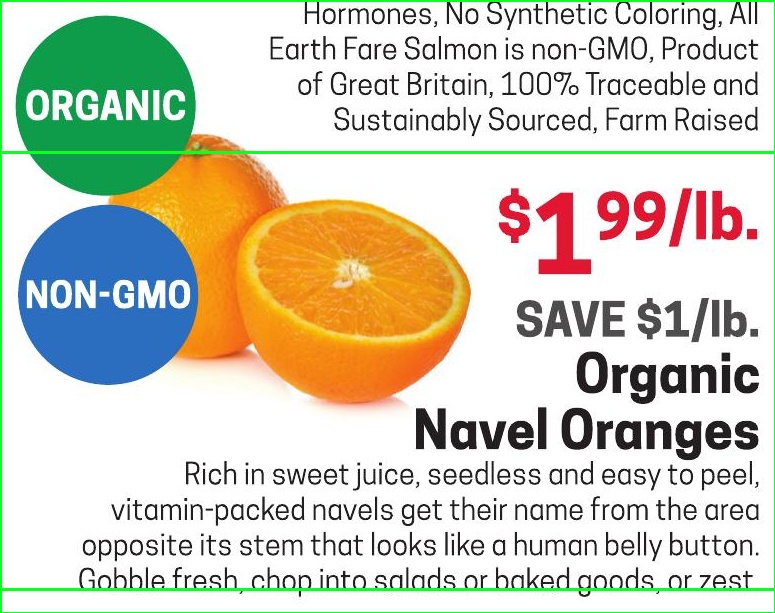 Hormones, No Synthetic Coloring, All
Earth Fare Salmon is non-GMO, Product
of Great Britain, 100% Traceable and
Sustainably Sourced, Farm Raised
ORGANIC
NON-GMO
$1 99/lb.
SAVE $1/lb.
Organic
Navel Oranges
Rich in sweet juice, seedless and easy to peel,
vitamin-packed navels get their name from the area
opposite its stem that looks like a human belly button.
Gobble fresh, chop into salads or baked goods, or zest.